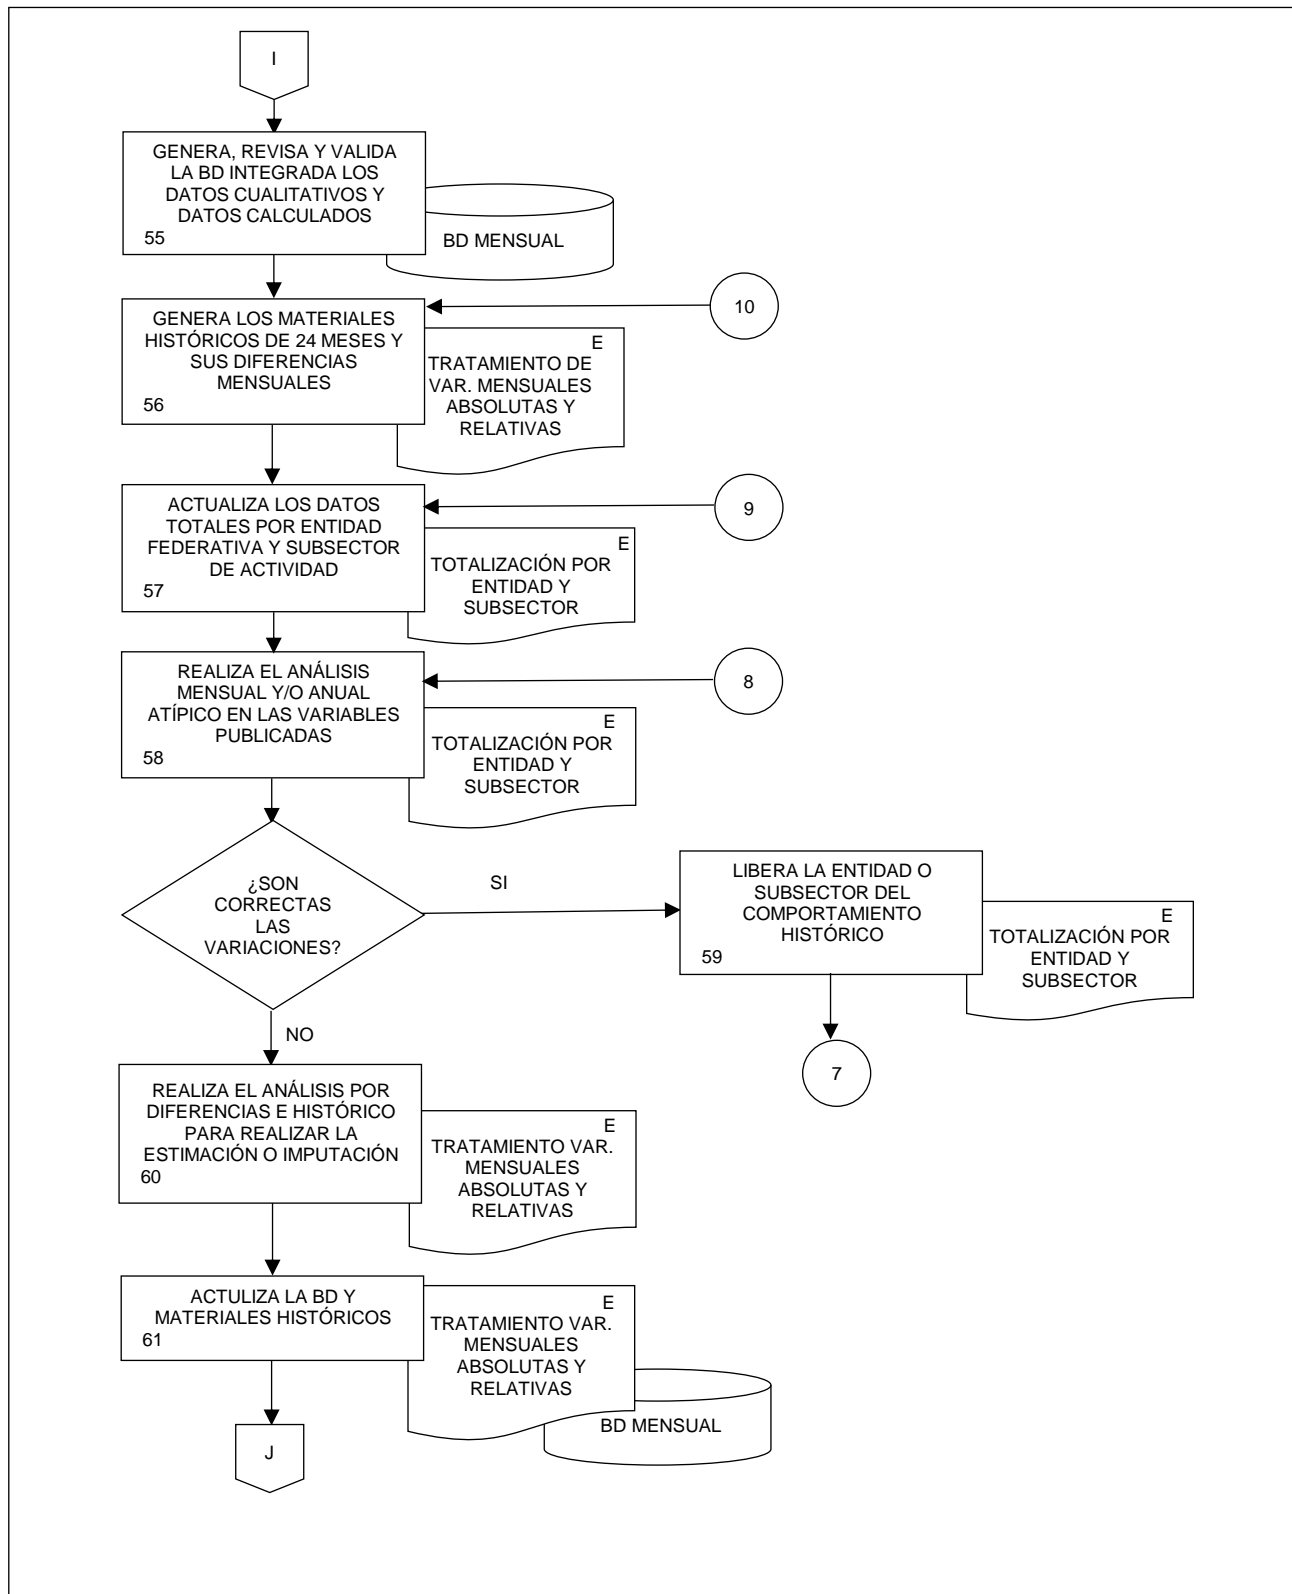 I
GENERA, REVISA Y VALIDA
LA BD INTEGRADA LOS
DATOS CUALITATIVOS Y
DATOS CALCULADOS
55
BD MENSUAL
GENERA LOS MATERIALES
HISTÓRICOS DE 24 MESES Y
SUS DIFERENCIAS
MENSUALES
56
10
E
TRATAMIENTO DE
VAR. MENSUALES
ABSOLUTAS Y
RELATIVAS
ACTUALIZA LOS DATOS
TOTALES POR ENTIDAD
FEDERATIVA Y SUBSECTOR
DE ACTIVIDAD
57
9
E
TOTALIZACIÓN POR
ENTIDAD Y
SUBSECTOR
REALIZA EL ANÁLISIS
MENSUAL Y/O ANUAL
ATÍPICO EN LAS VARIABLES
PUBLICADAS
58
8
E
TOTALIZACIÓN POR
ENTIDAD Y
SUBSECTOR
¿SON
CORRECTAS
LAS
VARIACIONES?
SI
LIBERA LA ENTIDAD O
SUBSECTOR DEL
COMPORTAMIENTO
HISTÓRICO
59
E
TOTALIZACIÓN POR
ENTIDAD Y
SUBSECTOR
7
NO
REALIZA EL ANÁLISIS POR
DIFERENCIAS E HISTÓRICO
PARA REALIZAR LA
ESTIMACIÓN O IMPUTACIÓN
60
E
TRATAMIENTO VAR.
MENSUALES
ABSOLUTAS Y
RELATIVAS
ACTULIZA LA BD Y
MATERIALES HISTÓRICOS
61
E
TRATAMIENTO VAR.
MENSUALES
ABSOLUTAS Y
RELATIVAS
BD MENSUAL
J